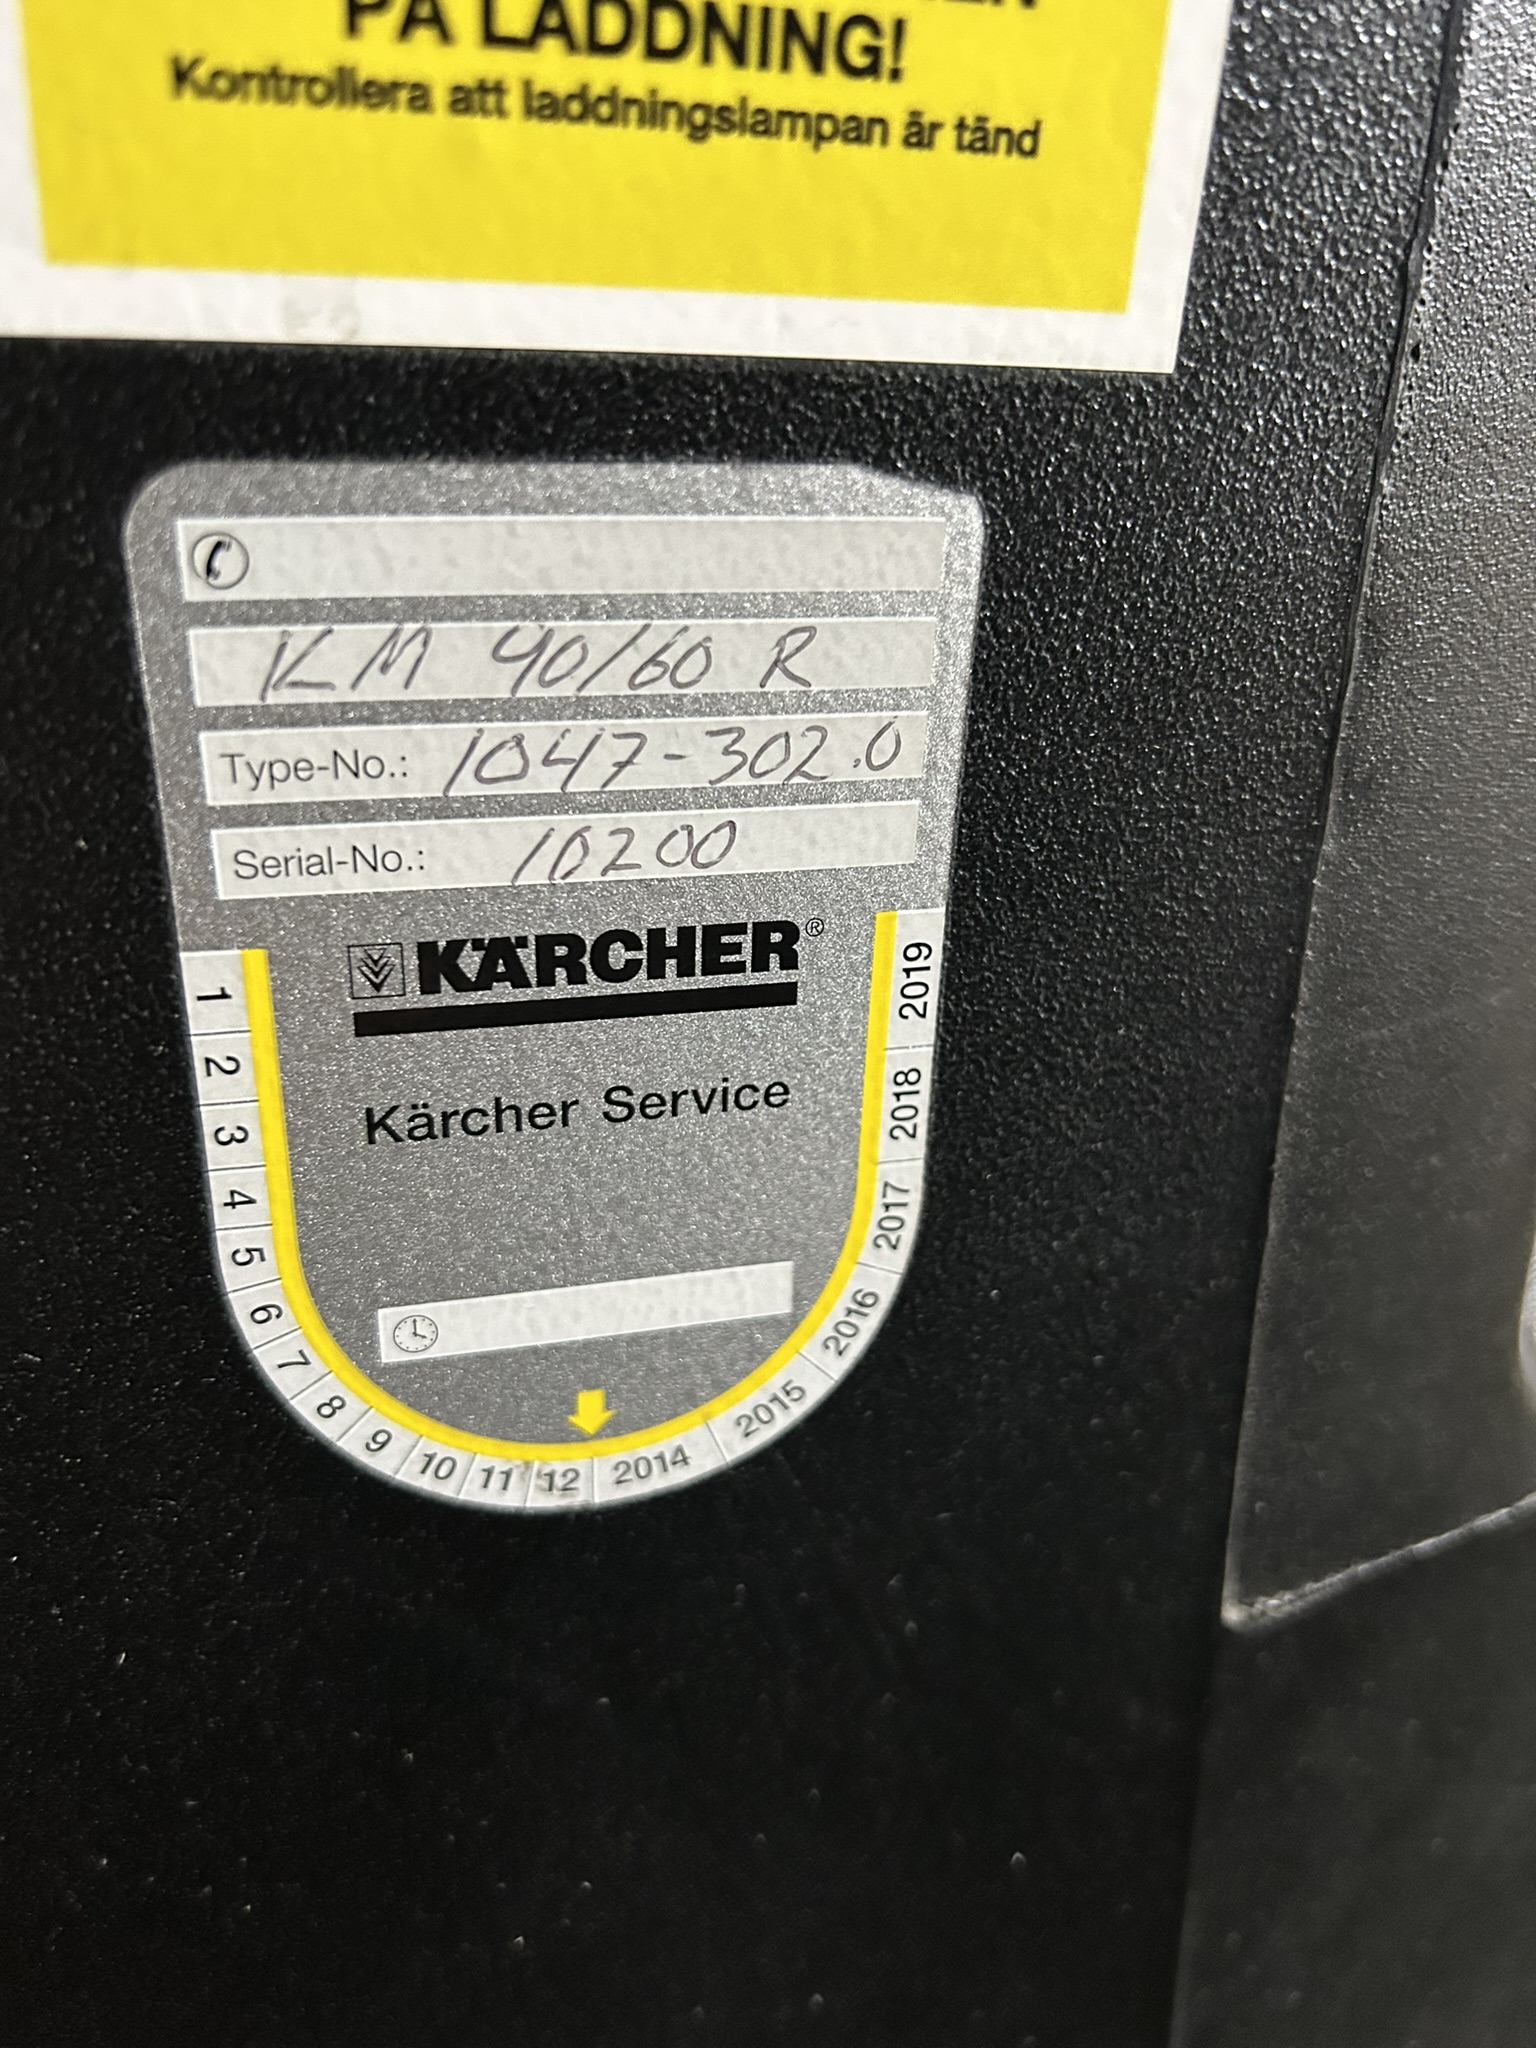 PÅ LADDNING!
Kontrollera att laddningslampan är tänd
KM 90/60 R
Type-No.: 1047-302.0
Serial-No.: 10200
KÄRCHER®
Kärcher Service
1
2
3
4
5
6
7
8
9
10
11
12
2014
2015
2016
2017
2018
2019